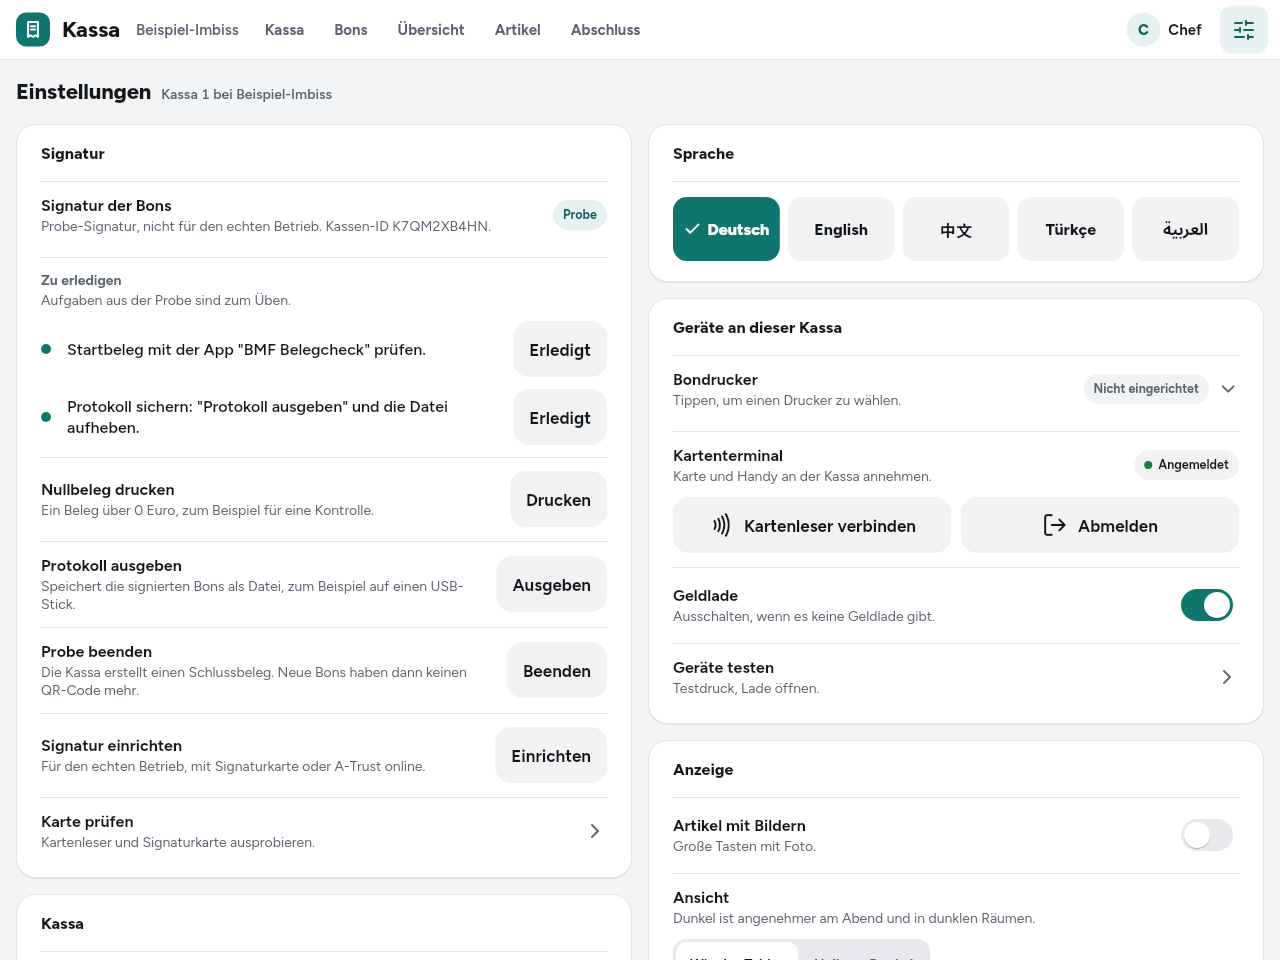 Kassa Beispiel-Imbiss Kassa Bons Übersicht Artikel Abschluss C Chef
Einstellungen Kassa 1 bei Beispiel-Imbiss
Signatur
Signatur der Bons
Probe-Signatur, nicht für den echten Betrieb. Kassen-ID K7QM2XB4HN.
Probe
Zu erledigen
Aufgaben aus der Probe sind zum Üben.
Startbeleg mit der App "BMF Belegcheck" prüfen.
Erledigt
Protokoll sichern: "Protokoll ausgeben" und die Datei
aufheben.
Erledigt
Nullbeleg drucken
Ein Beleg über 0 Euro, zum Beispiel für eine Kontrolle.
Drucken
Protokoll ausgeben
Speichert die signierten Bons als Datei, zum Beispiel auf einen USB-
Stick.
Ausgeben
Probe beenden
Die Kassa erstellt einen Schlussbeleg. Neue Bons haben dann keinen
QR-Code mehr.
Beenden
Signatur einrichten
Für den echten Betrieb, mit Signaturkarte oder A-Trust online.
Einrichten
Karte prüfen
Kartenleser und Signaturkarte ausprobieren.
Kassa
Sprache
Deutsch English 中文 Türkçe العربية
Geräte an dieser Kassa
Bondrucker
Tippen, um einen Drucker zu wählen.
Nicht eingerichtet
Kartenterminal
Karte und Handy an der Kassa annehmen.
Angemeldet
Kartenleser verbinden Abmelden
Geldlade
Ausschalten, wenn es keine Geldlade gibt.
Geräte testen
Testdruck, Lade öffnen.
Anzeige
Artikel mit Bildern
Große Tasten mit Foto.
Ansicht
Dunkel ist angenehmer am Abend und in dunklen Räumen.